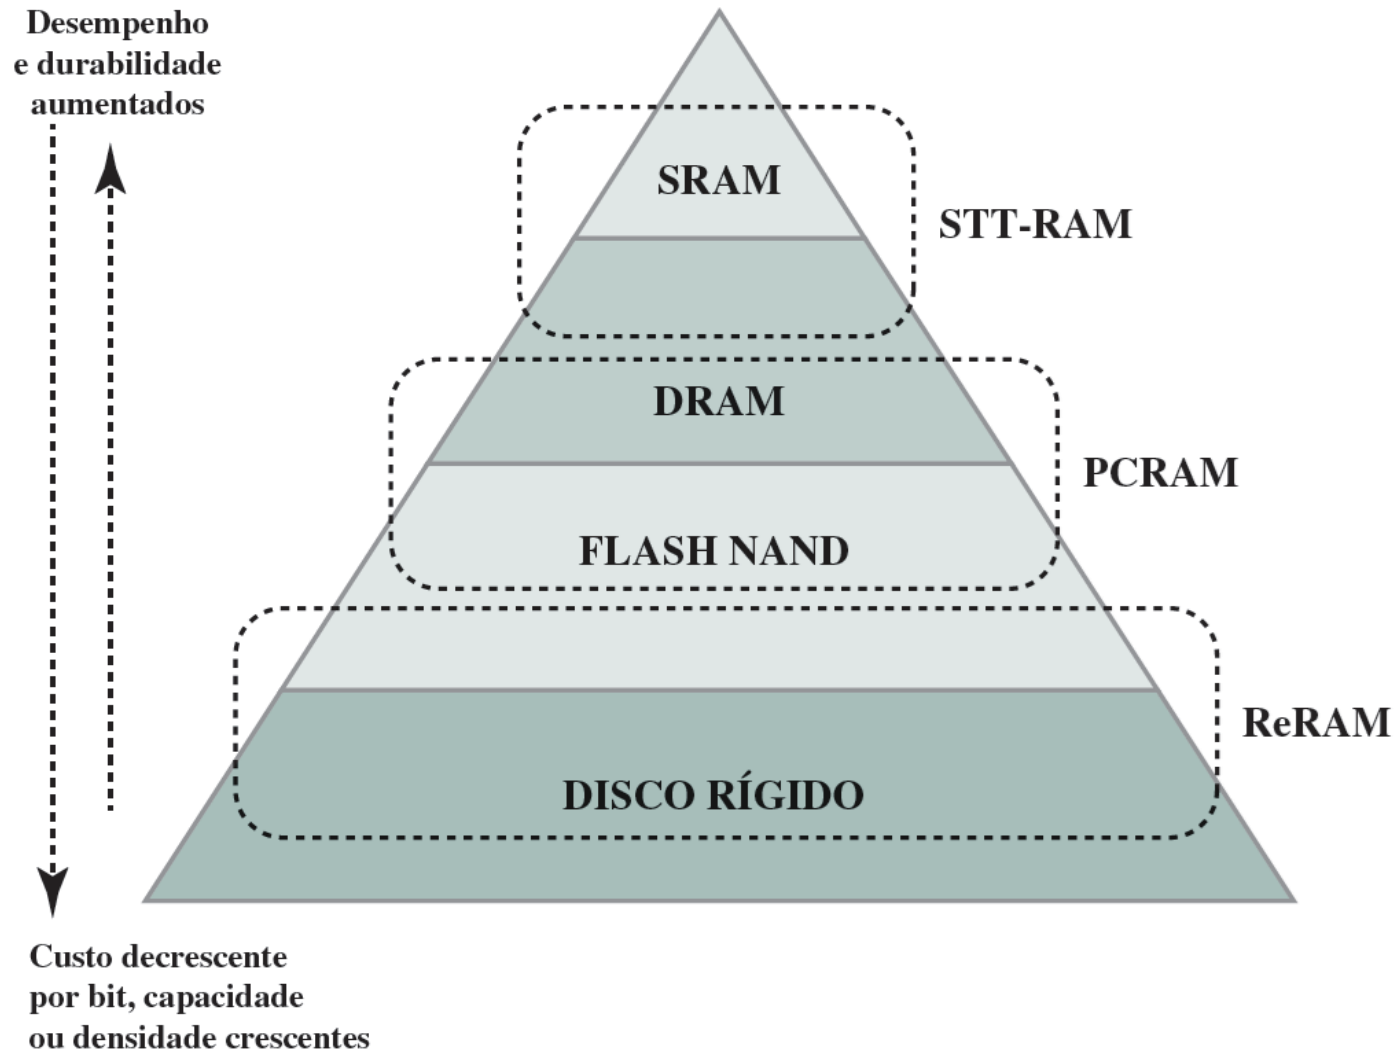 Desempenho
e durabilidade
aumentados
SRAM
STT-RAM
DRAM
PCRAM
FLASH NAND
ReRAM
DISCO RÍGIDO
Custo decrescente
por bit, capacidade
ou densidade crescentes